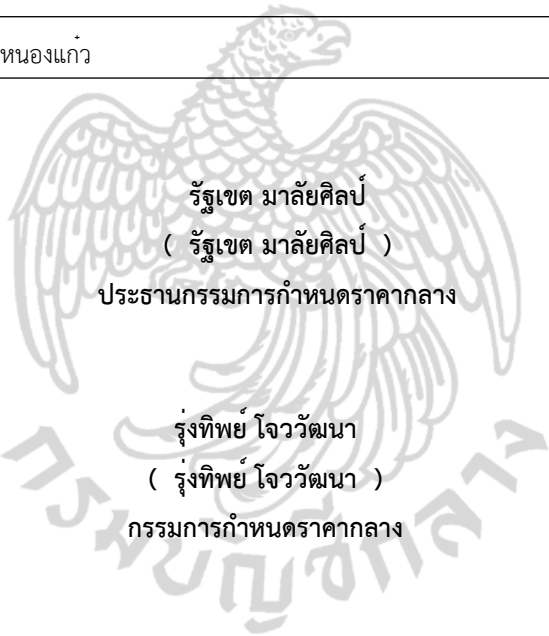 หนองแก๋ว
รัฐเขต มาลัยศิลป์
( รัฐเขต มาลัยศิลป์ )
ประธานกรรมการกำหนดราคากลาง
รุ่งทิพย์ โจววัฒนา
( รุ่งทิพย์ โจววัฒนา )
กรรมการกำหนดราคากลาง
กรมบัญชีกลาง